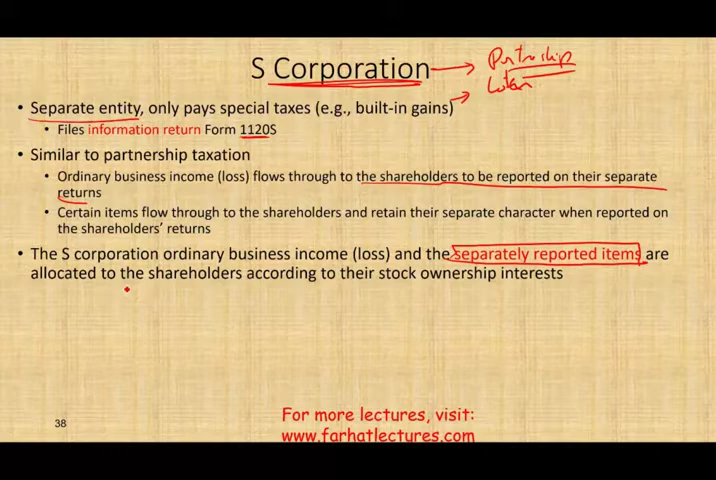 S Corporation
Partnership
• Separate entity, only pays special taxes (e.g., built-in gains)
• Files information return Form 1120S
• Similar to partnership taxation
• Ordinary business income (loss) flows through to the shareholders to be reported on their separate
returns
• Certain items flow through to the shareholders and retain their separate character when reported on
the shareholders' returns
• The S corporation ordinary business income (loss) and the separately reported items are
allocated to the shareholders according to their stock ownership interests
38
For more lectures, visit:
www.farhatlectures.com